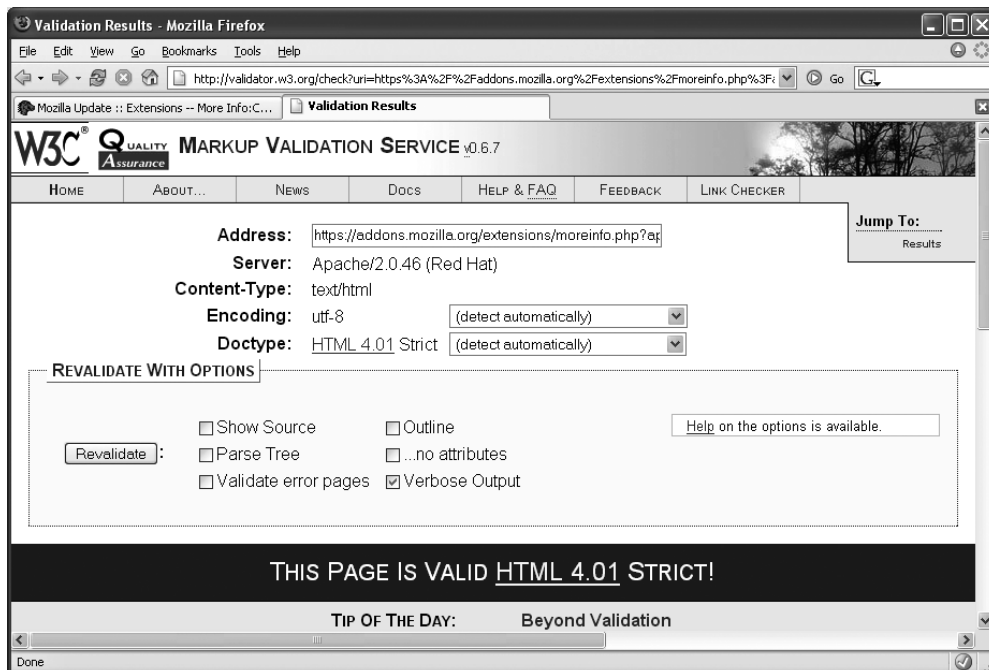 Validation Results - Mozilla Firefox
File Edit View Go Bookmarks Tools Help
http://validator.w3.org/check?uri=https%3A%2F%2Faddons.mozilla.org%2Fextensions%2Fmoreinfo.php%3Fa Go G
Mozilla Update :: Extensions -- More Info:C... Validation Results
W3C® QUALITY Assurance MARKUP VALIDATION SERVICE v0.6.7
HOME ABOUT... NEWS DOCS HELP & FAQ FEEDBACK LINK CHECKER
Jump To:
Results
Address: https://addons.mozilla.org/extensions/moreinfo.php?ap
Server: Apache/2.0.46 (Red Hat)
Content-Type: text/html
Encoding: utf-8 (detect automatically)
Doctype: HTML 4.01 Strict (detect automatically)
REVALIDATE WITH OPTIONS
Show Source Outline Help on the options is available.
Revalidate : Parse Tree ...no attributes
Validate error pages Verbose Output
THIS PAGE IS VALID HTML 4.01 STRICT!
TIP OF THE DAY: Beyond Validation
Done